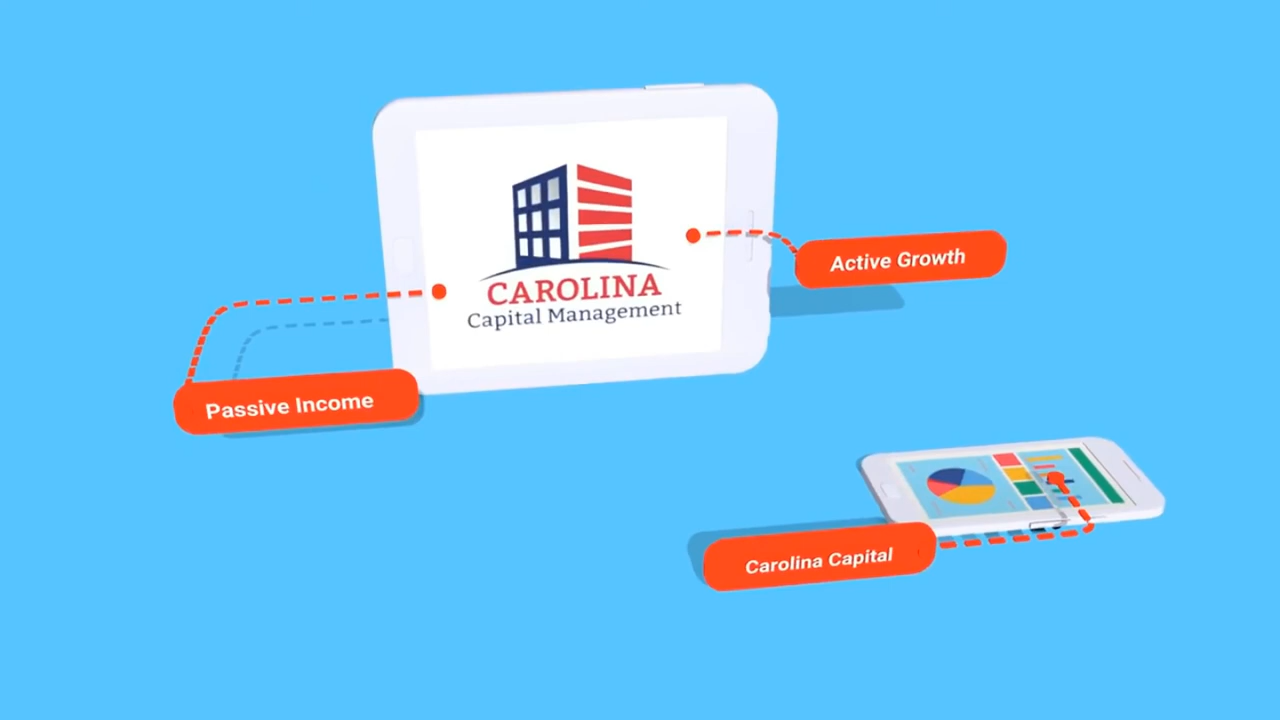 CAROLINA
Capital Management
Active Growth
Passive Income
Carolina Capital